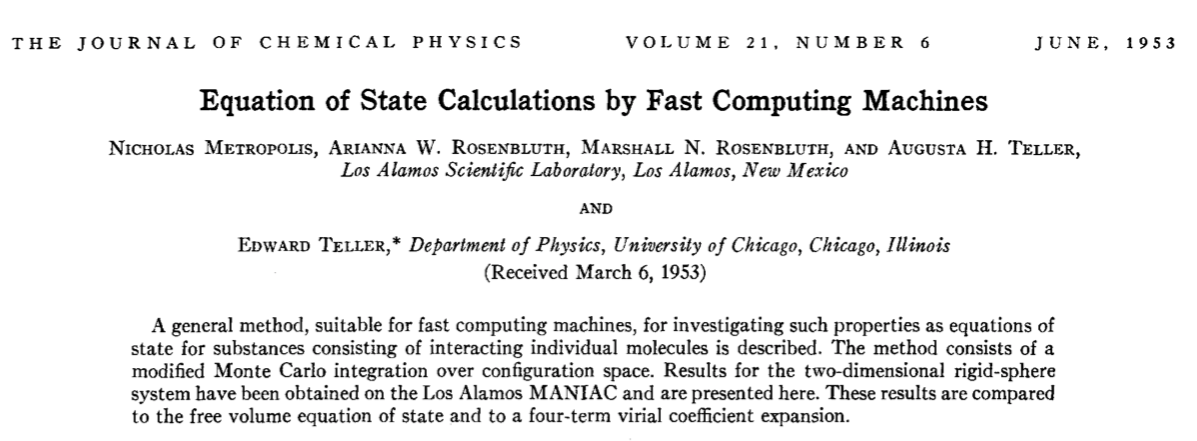 THE JOURNAL OF CHEMICAL PHYSICS VOLUME 21, NUMBER 6 JUNE, 1953
Equation of State Calculations by Fast Computing Machines
NICHOLAS METROPOLIS, ARIANNA W. ROSENBLUTH, MARSHALL N. ROSENBLUTH, AND AUGUSTA H. TELLER,
Los Alamos Scientific Laboratory, Los Alamos, New Mexico
AND
EDWARD TELLER,* Department of Physics, University of Chicago, Chicago, Illinois
(Received March 6, 1953)
A general method, suitable for fast computing machines, for investigating such properties as equations of
state for substances consisting of interacting individual molecules is described. The method consists of a
modified Monte Carlo integration over configuration space. Results for the two-dimensional rigid-sphere
system have been obtained on the Los Alamos MANIAC and are presented here. These results are compared
to the free volume equation of state and to a four-term virial coefficient expansion.